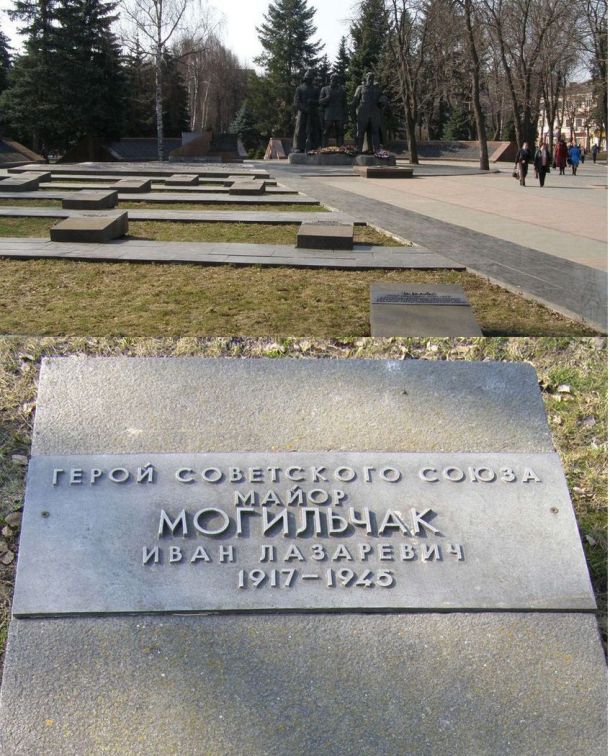 ГЕРОЙ СОВЕТСКОГО СОЮЗА
МАЙОР
МОГИЛЬЧАК
ИВАН ЛАЗАРЕВИЧ
1917-1945